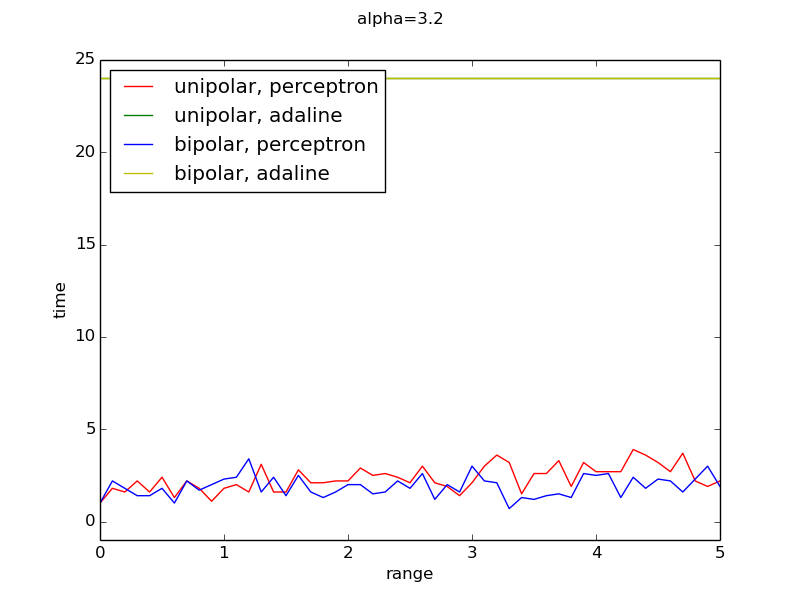 alpha=3.2
25
20
15
10
5
0
time
unipolar, perceptron
unipolar, adaline
bipolar, perceptron
bipolar, adaline
0 1 2 3 4 5
range